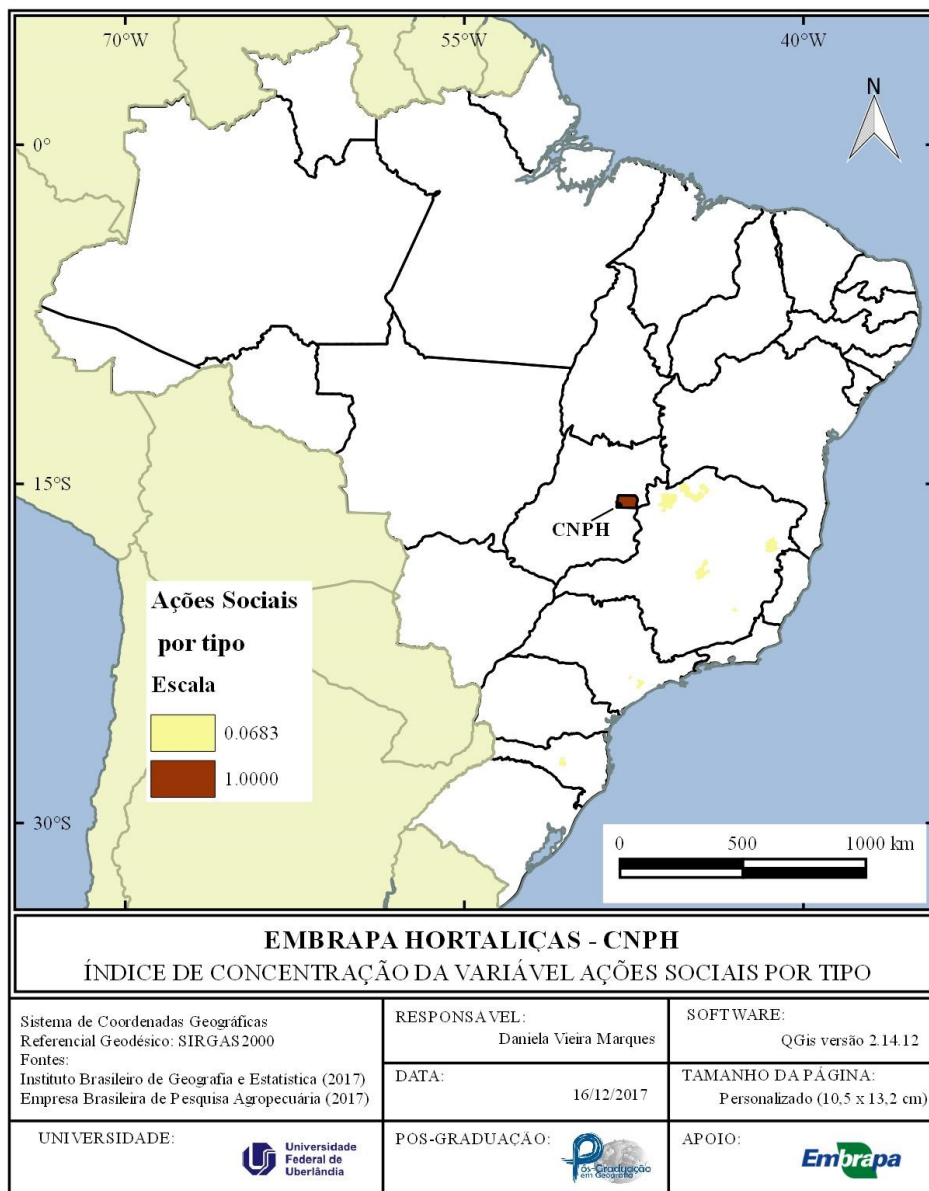 70°W
55°W
40°W
N
0°
15°S
CNPH
Ações Sociais
por tipo
Escala
0.0683
1.0000
30°S
0
500
1000 km
EMBRAPA HORTALIÇAS - CNPH
ÍNDICE DE CONCENTRAÇÃO DA VARIÁVEL AÇÕES SOCIAIS POR TIPO
Sistema de Coordenadas Geográficas
Referencial Geodésico: SIRGAS2000
Fontes:
Instituto Brasileiro de Geografia e Estatística (2017)
Empresa Brasileira de Pesquisa Agropecuária (2017)
RESPONSAVEL:
Daniela Vieira Marques
SOFTWARE:
QGis versão 2.14.12
DATA:
16/12/2017
TAMANHO DA PÁGINA:
Personalizado (10,5 x 13,2 cm)
UNIVERSIDADE:
Universidade
Federal de
Uberlândia
POS-GRADUAÇÃO:
Pós-Graduação
em Geografia
APOIO:
Embrapa